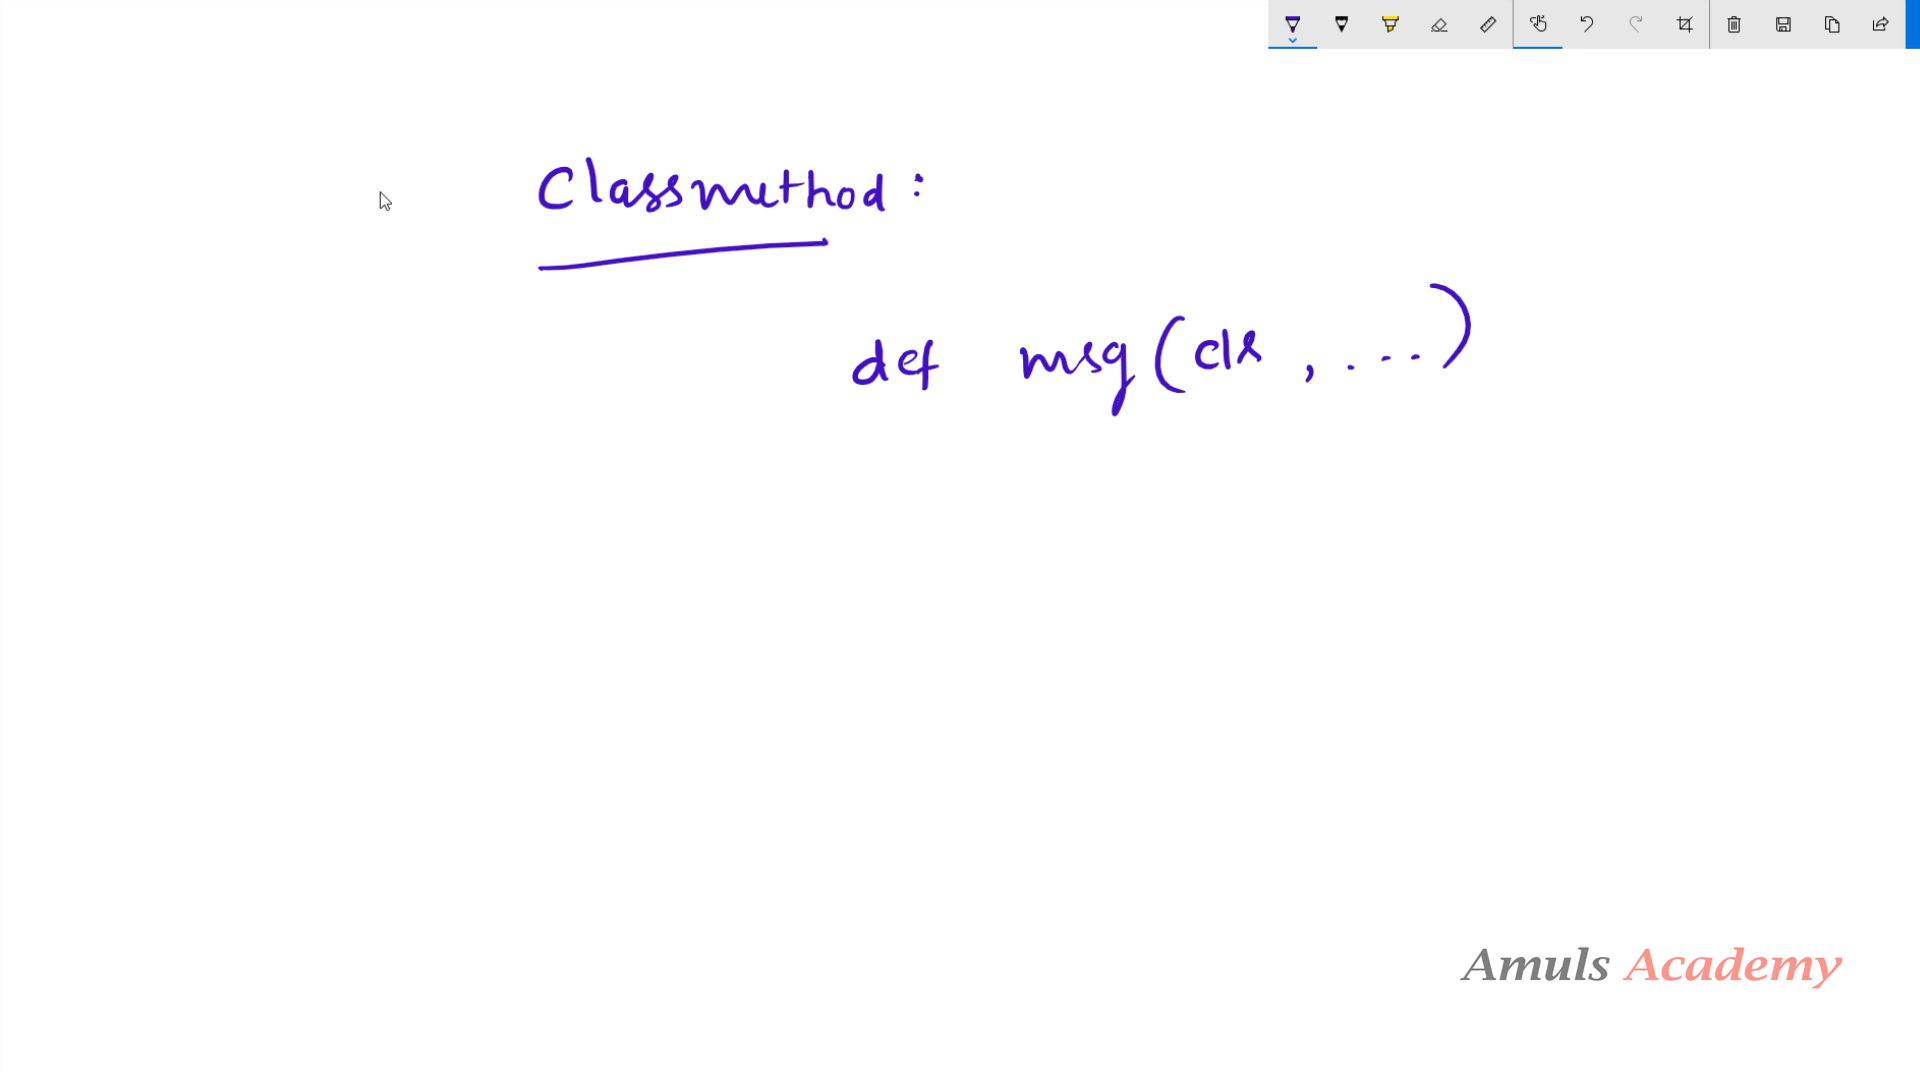 Classmethod :
def msg(cls , ...)
Amuls Academy